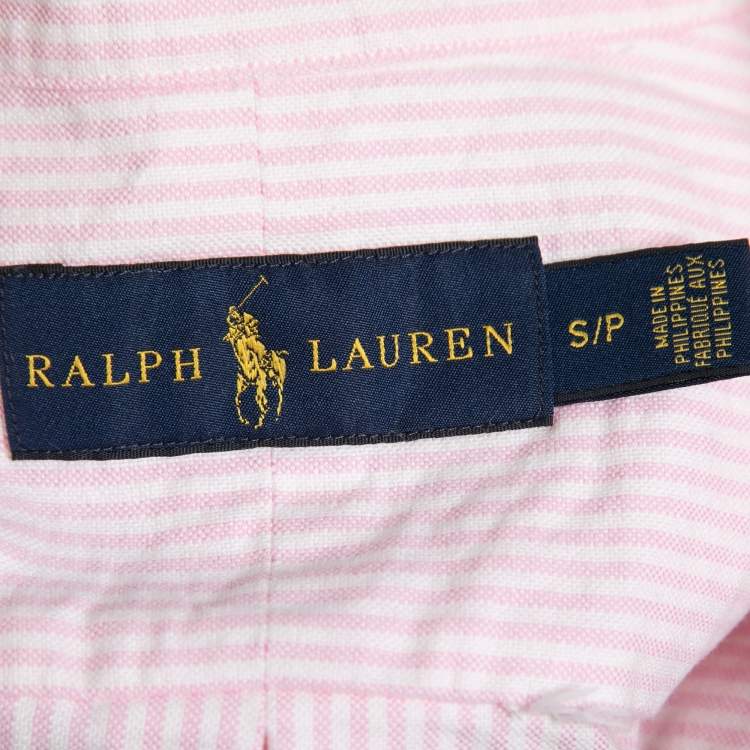 RALPH LAUREN
S/P
MADE IN
PHILIPPINES
FABRIQUÉ AUX
PHILIPPINES